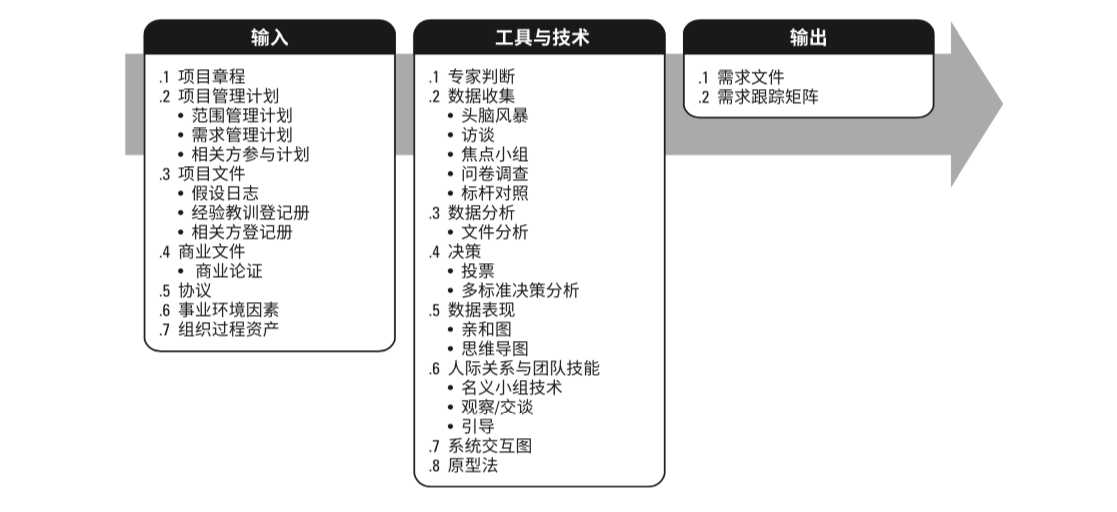 输入
.1 项目章程
.2 项目管理计划
• 范围管理计划
• 需求管理计划
• 相关方参与计划
.3 项目文件
• 假设日志
• 经验教训登记册
• 相关方登记册
.4 商业文件
• 商业论证
.5 协议
.6 事业环境因素
.7 组织过程资产
工具与技术
.1 专家判断
.2 数据收集
• 头脑风暴
• 访谈
• 焦点小组
• 问卷调查
• 标杆对照
.3 数据分析
• 文件分析
.4 决策
• 投票
• 多标准决策分析
.5 数据表现
• 亲和图
• 思维导图
.6 人际关系与团队技能
• 名义小组技术
• 观察/交谈
• 引导
.7 系统交互图
.8 原型法
输出
.1 需求文件
.2 需求跟踪矩阵